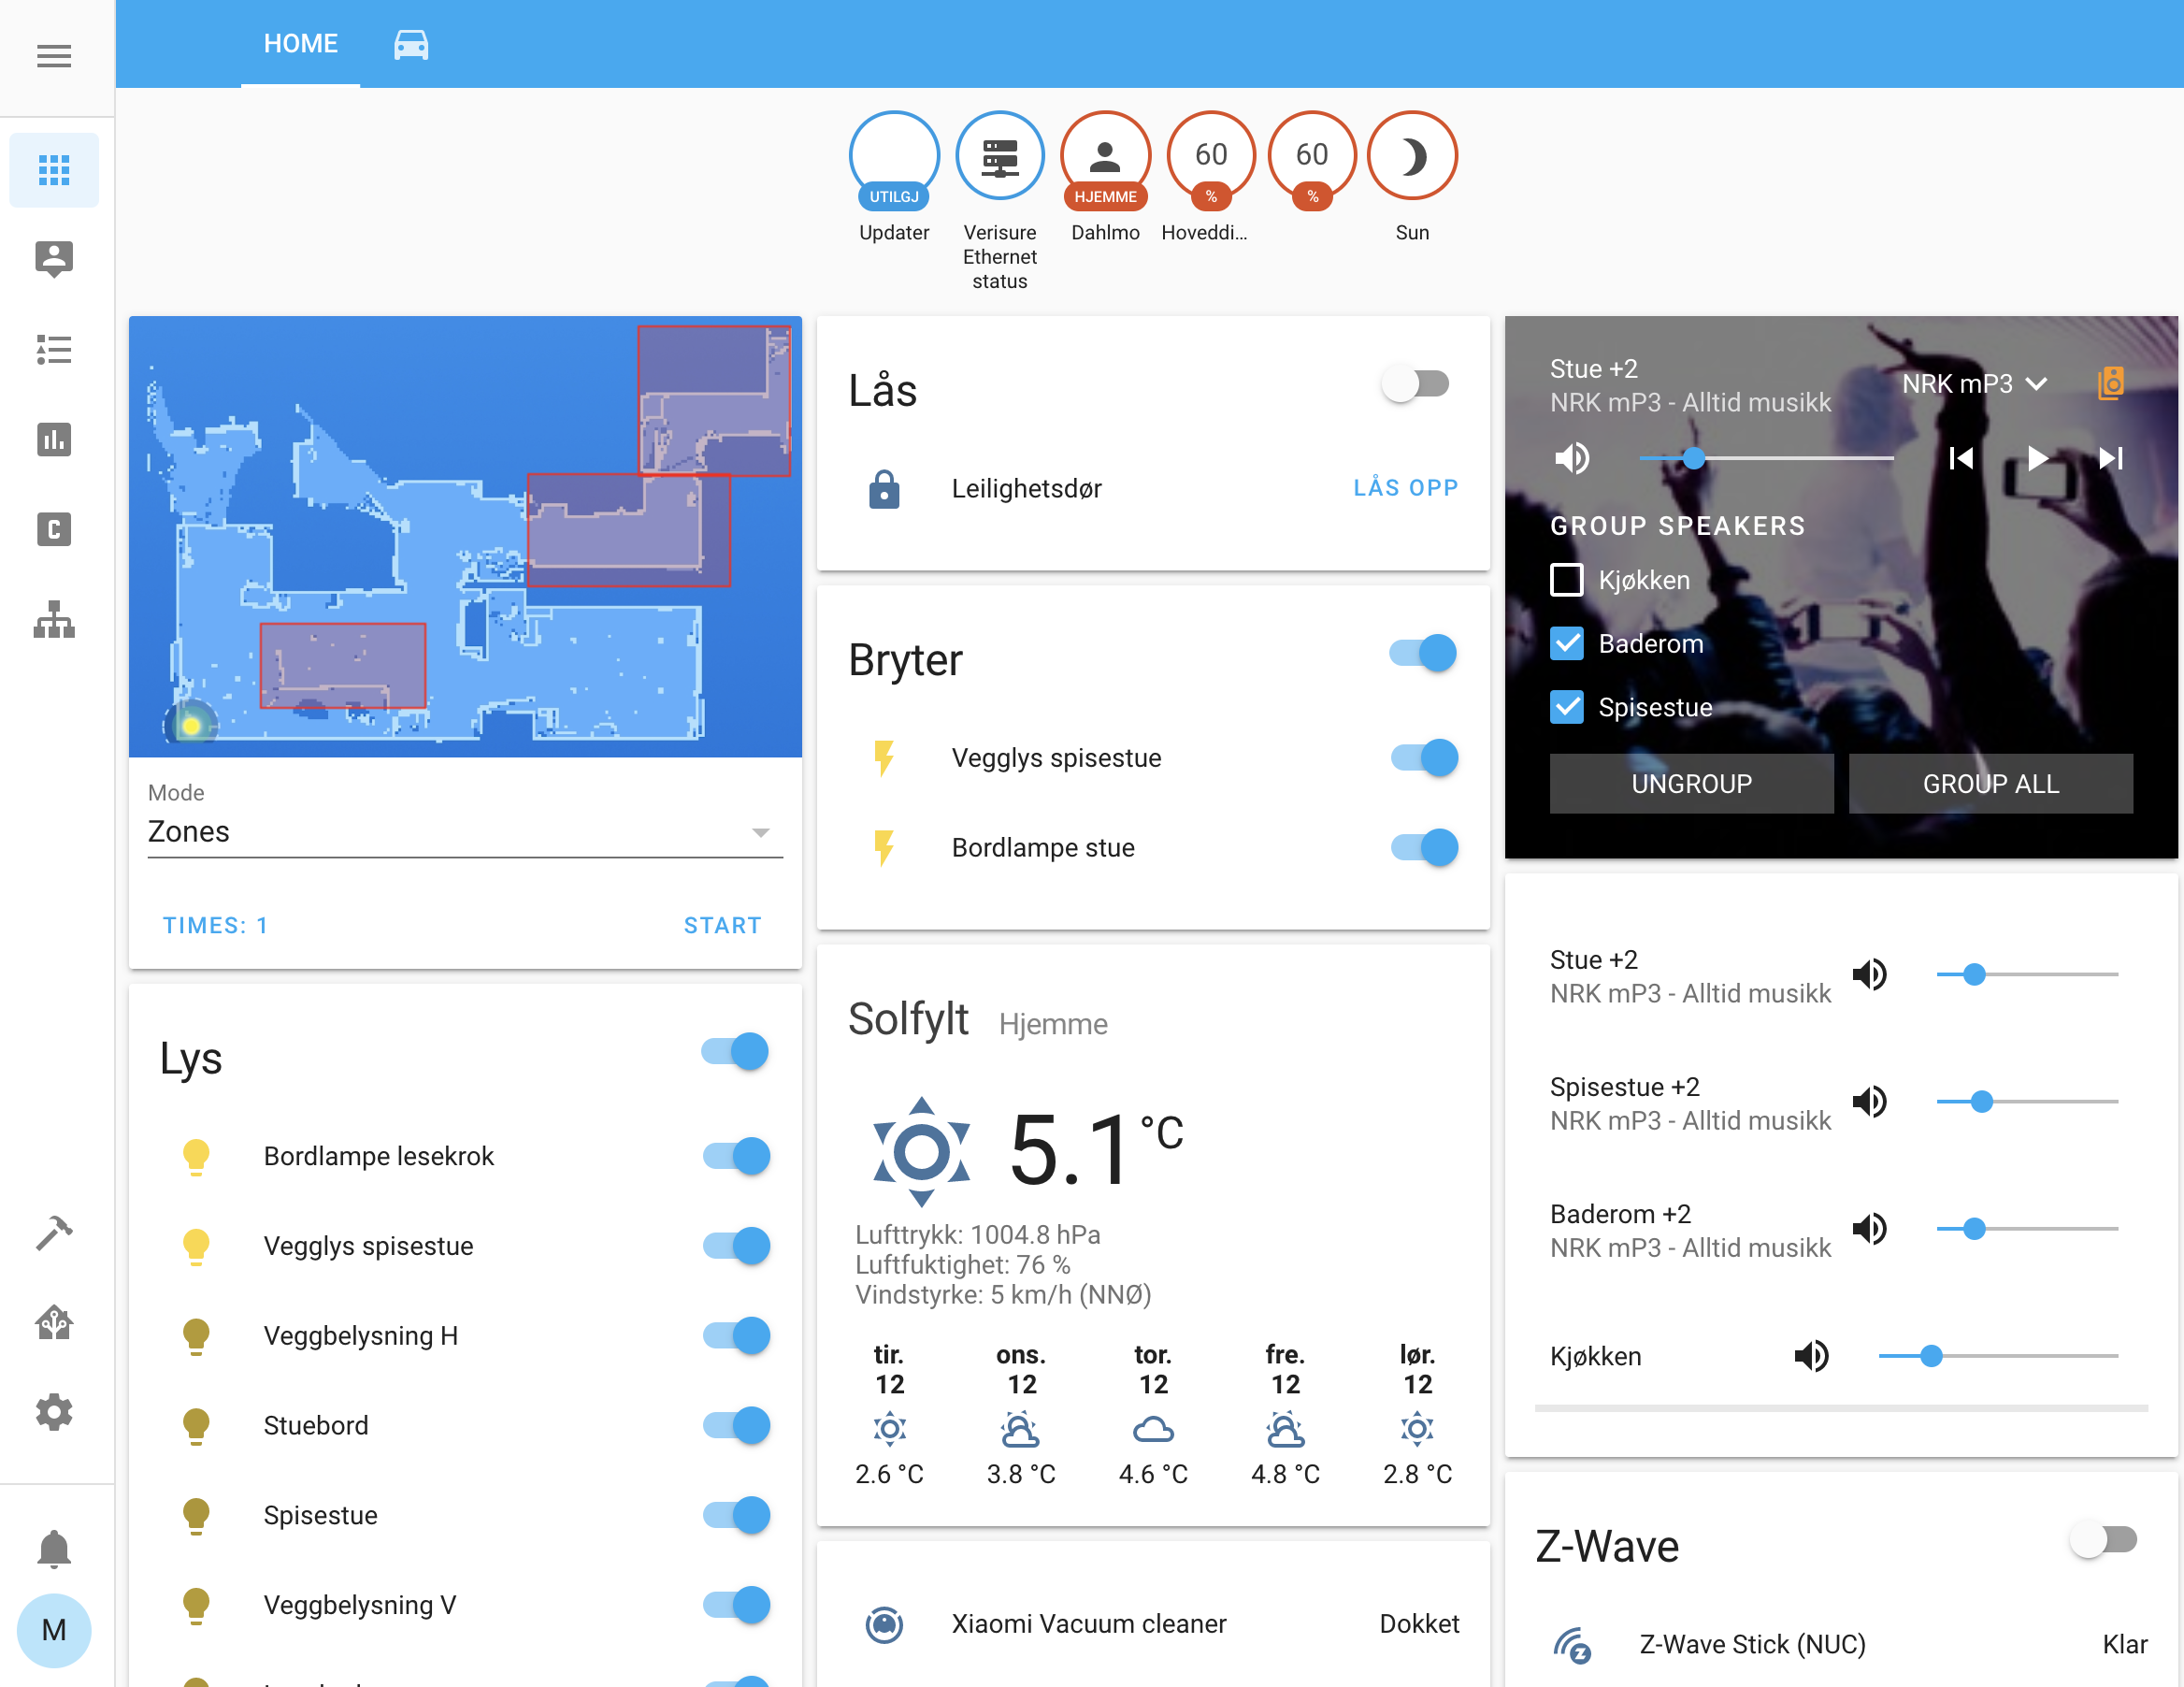 HOME
UTILGJ
HJEMME
60
%
60
%
Updater
Verisure
Ethernet
status
Dahlmo
Hoveddi...
Sun
Mode
Zones
TIMES: 1
START
Lys
Bordlampe lesekrok
Vegglys spisestue
Veggbelysning H
Stuebord
Spisestue
Veggbelysning V
M
Lås
Leilighetsdør
LÅS OPP
Bryter
Vegglys spisestue
Bordlampe stue
Solfylt Hjemme
5.1 °C
Lufttrykk: 1004.8 hPa
Luftfuktighet: 76 %
Vindstyrke: 5 km/h (NNØ)
tir. ons. tor. fre. lør.
12 12 12 12 12
2.6 °C 3.8 °C 4.6 °C 4.8 °C 2.8 °C
Xiaomi Vacuum cleaner Dokket
Stue +2
NRK mP3 - Alltid musikk
NRK mP3
GROUP SPEAKERS
Kjøkken
Baderom
Spisestue
UNGROUP
GROUP ALL
Stue +2
NRK mP3 - Alltid musikk
Spisestue +2
NRK mP3 - Alltid musikk
Baderom +2
NRK mP3 - Alltid musikk
Kjøkken
Z-Wave
Z-Wave Stick (NUC) Klar